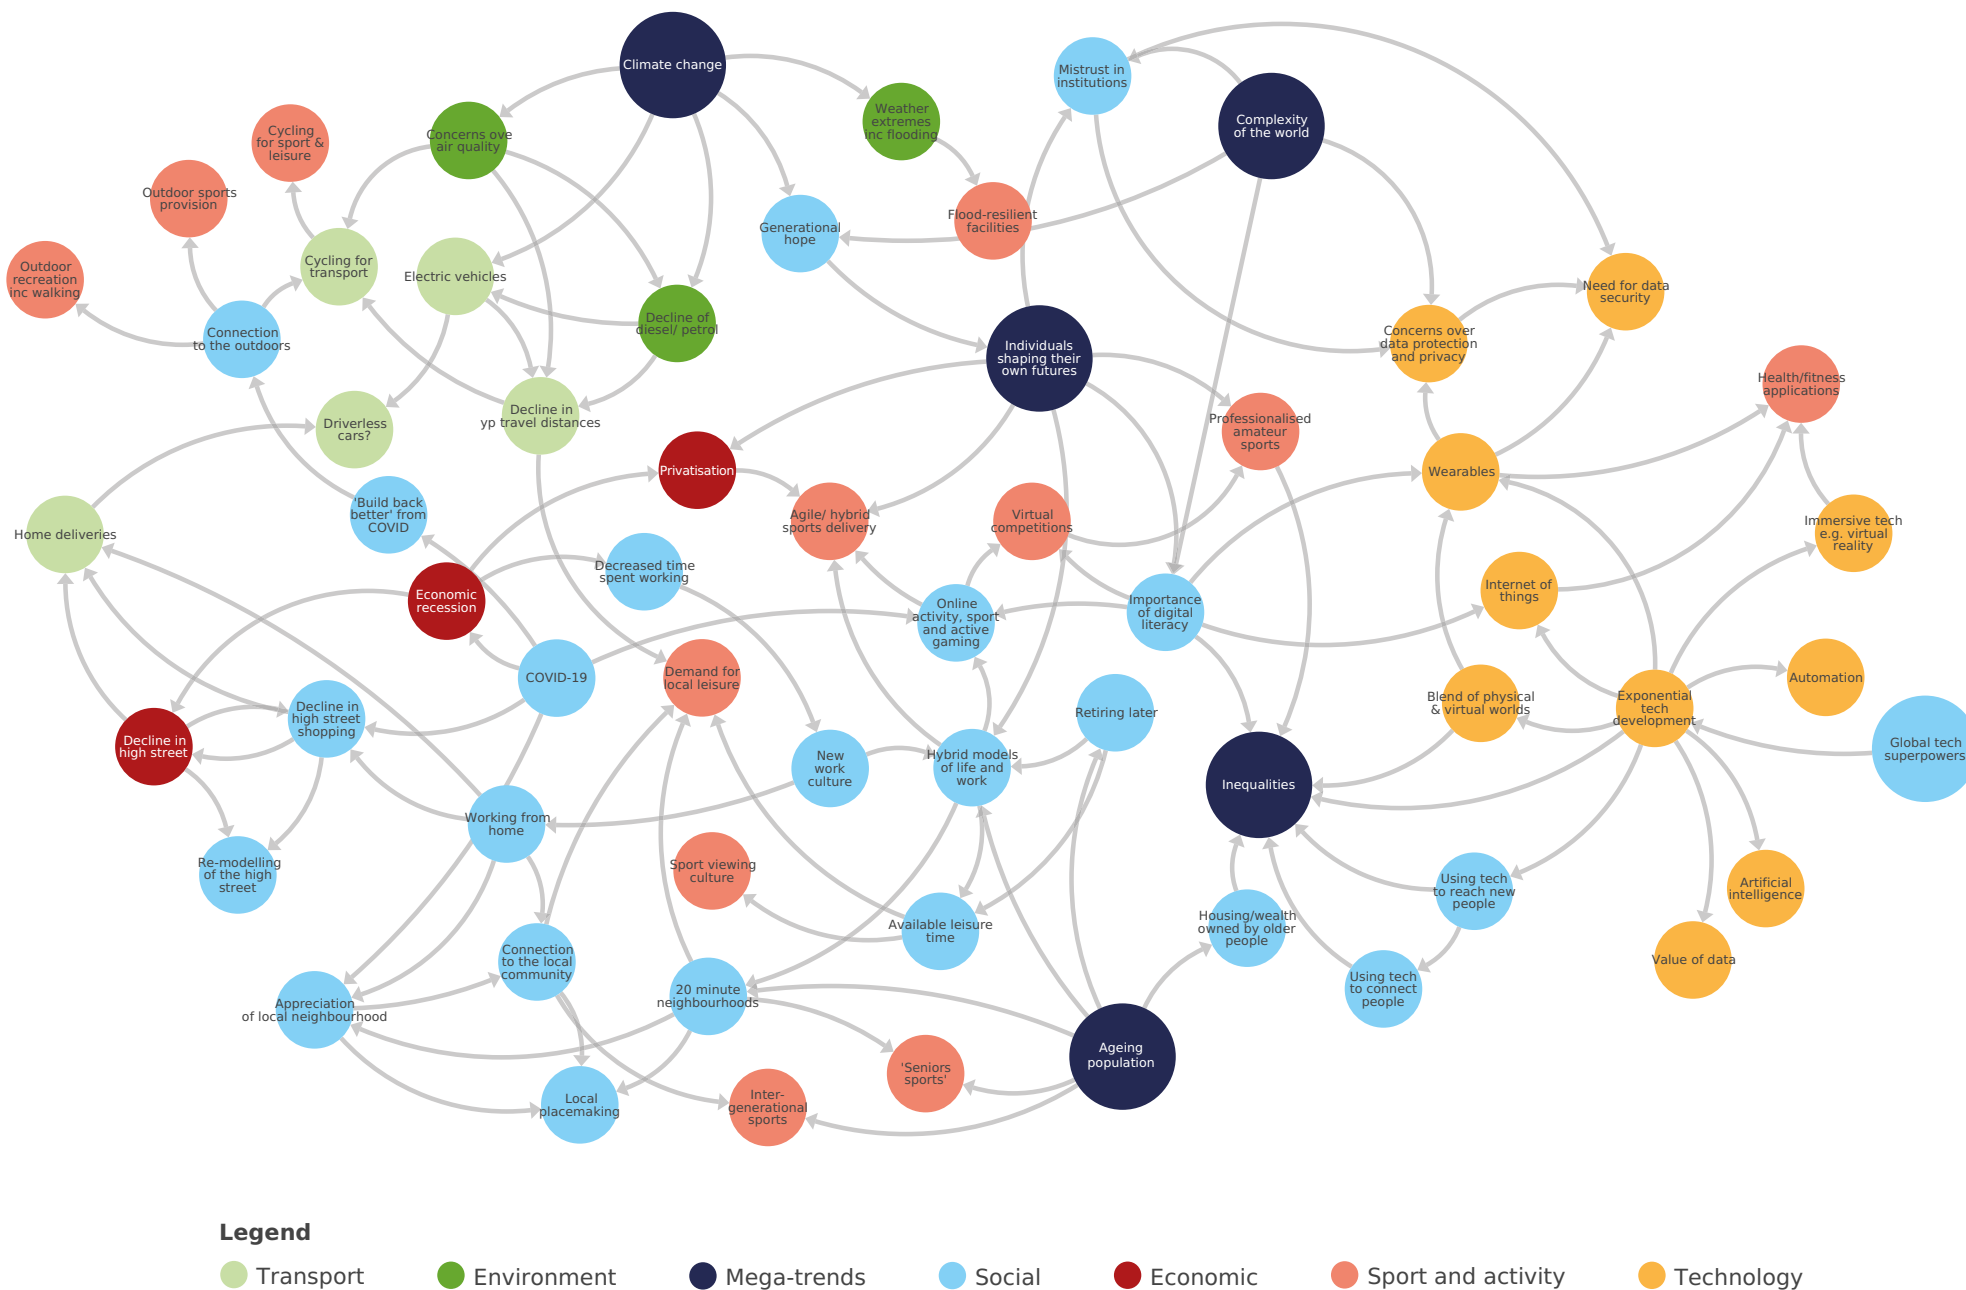 Climate change
Mistrust in
institutions
Complexity
of the world
Weather
extremes
inc flooding
Concerns ove
air quality
Cycling
for sport &
leisure
Outdoor sports
provision
Outdoor
recreation
inc walking
Cycling for
transport
Electric vehicles
Generational
hope
Flood-resilient
facilities
Need for data
security
Decline of
diesel/ petrol
Connection
to the outdoors
Individuals
shaping their
own futures
Concerns over
data protection
and privacy
Health/fitness
applications
Driverless
cars?
Decline in
yp travel distances
Professionalised
amateur
sports
Privatisation
Wearables
'Build back
better' from
COVID
Agile/ hybrid
sports delivery
Virtual
competitions
Immersive tech
e.g. virtual
reality
Home deliveries
Decreased time
spent working
Economic
recession
Internet of
things
Online
activity, sport
and active
gaming
Importance
of digital
literacy
COVID-19
Demand for
local leisure
Automation
Decline in
high street
shopping
Retiring later
Blend of physical
& virtual worlds
Exponential
tech
development
Decline in
high street
New
work
culture
Hybrid models
of life and
work
Global tech
superpowers
Inequalities
Working from
home
Re-modelling
of the high
street
Sport viewing
culture
Using tech
to reach new
people
Artificial
intelligence
Available leisure
time
Housing/wealth
owned by older
people
Connection
to the local
community
Value of data
20 minute
neighbourhoods
Using tech
to connect
people
Appreciation
of local neighbourhood
Ageing
population
'Seniors
sports'
Local
placemaking
Inter-
generational
sports
Legend
Transport
Environment
Mega-trends
Social
Economic
Sport and activity
Technology